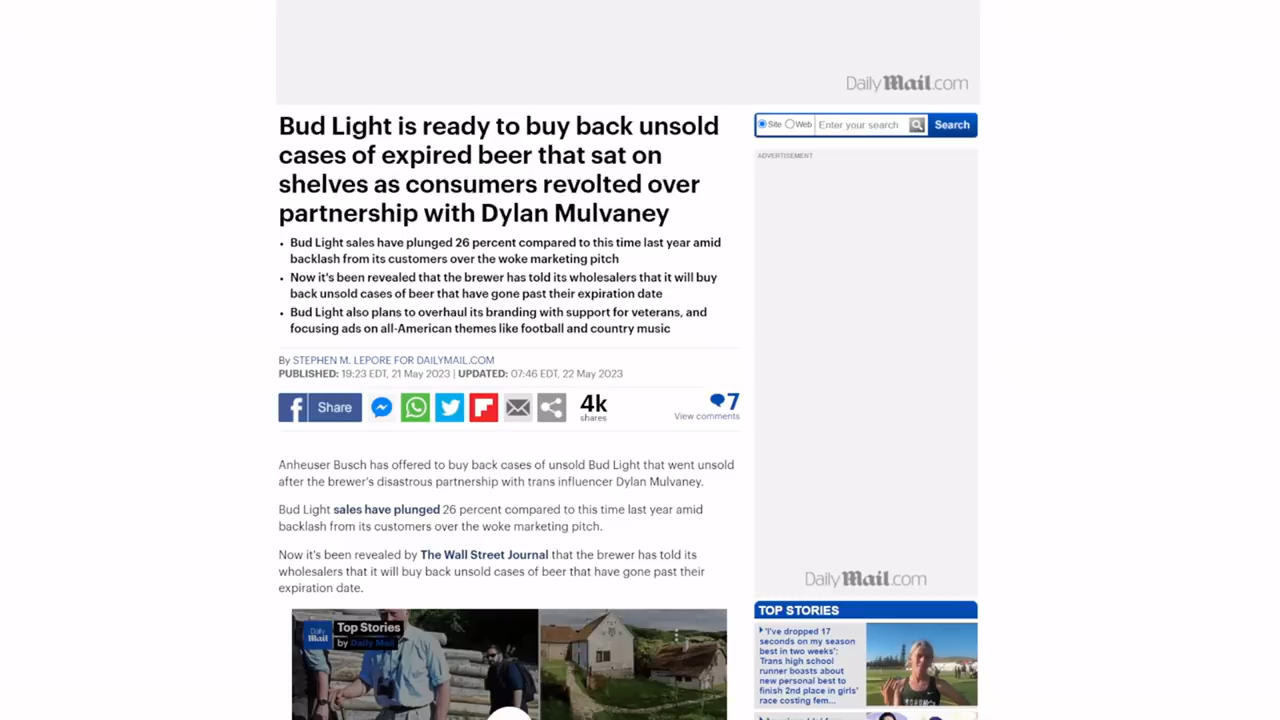 DailyMail.com
Bud Light is ready to buy back unsold
cases of expired beer that sat on
shelves as consumers revolted over
partnership with Dylan Mulvaney
• Bud Light sales have plunged 26 percent compared to this time last year amid
backlash from its customers over the woke marketing pitch
• Now it's been revealed that the brewer has told its wholesalers that it will buy
back unsold cases of beer that have gone past their expiration date
• Bud Light also plans to overhaul its branding with support for veterans, and
focusing ads on all-American themes like football and country music
By STEPHEN M. LEPORE FOR DAILYMAIL.COM
PUBLISHED: 19:23 EDT, 21 May 2023 | UPDATED: 07:46 EDT, 22 May 2023
Share
4k
shares
7
View comments
Anheuser Busch has offered to buy back cases of unsold Bud Light that went unsold
after the brewer's disastrous partnership with trans influencer Dylan Mulvaney.
Bud Light sales have plunged 26 percent compared to this time last year amid
backlash from its customers over the woke marketing pitch.
Now it's been revealed by The Wall Street Journal that the brewer has told its
wholesalers that it will buy back unsold cases of beer that have gone past their
expiration date.
Daily Mail
Top Stories
by Daily Mail
Site Web Enter your search Search
ADVERTISEMENT
DailyMail.com
TOP STORIES
'I've dropped 17
seconds on my season
best in two weeks':
Trans high school
runner boasts about
new personal best to
finish 2nd place in girls'
race costing fem...